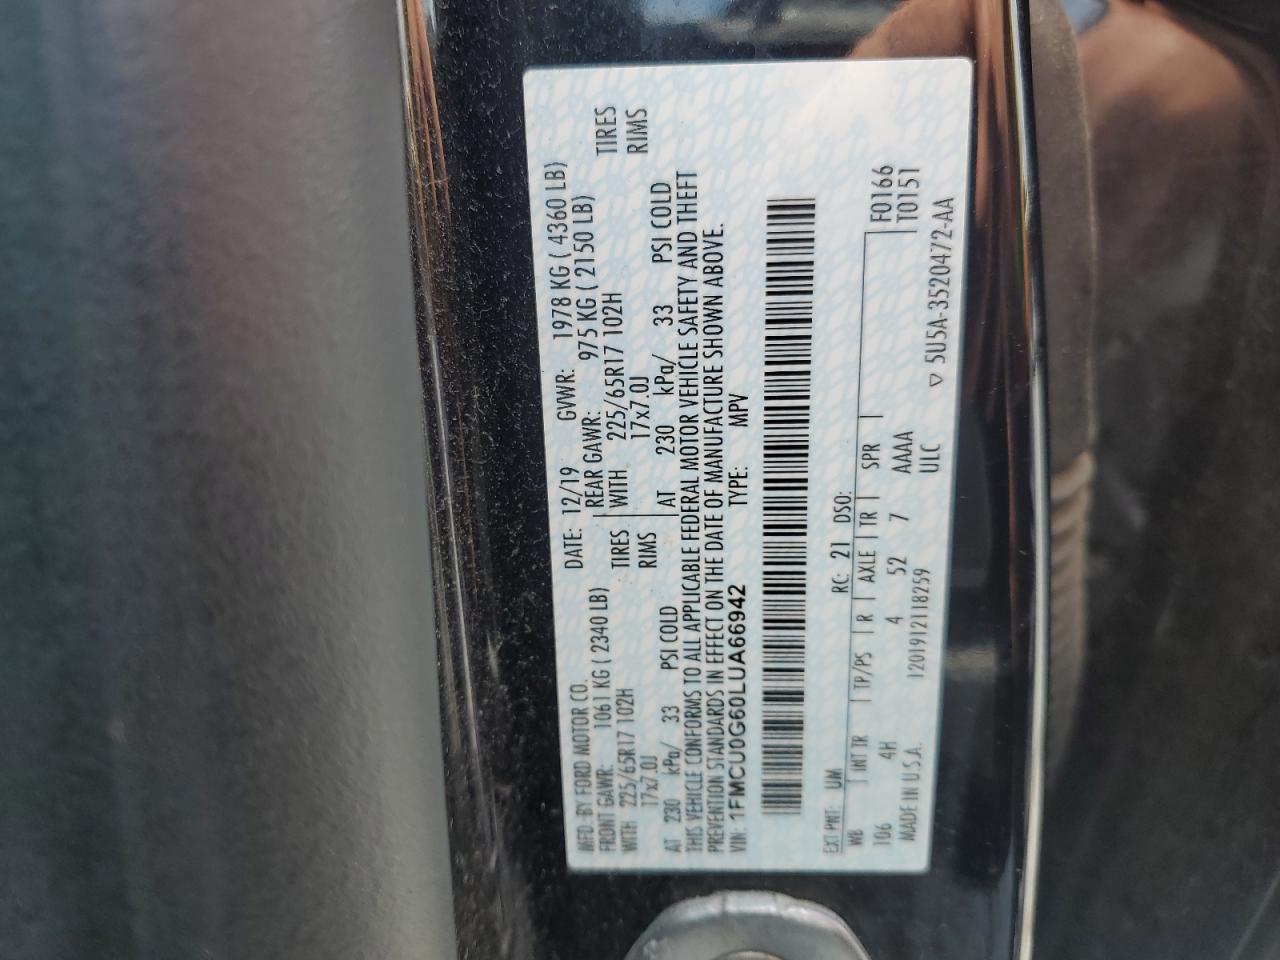 MFD. BY FORD MOTOR CO.
DATE: 12/19 GVWR: 1978 KG ( 4360 LB)
FRONT GAWR: 1061 KG ( 2340 LB) REAR GAWR: 975 KG ( 2150 LB)
WITH 225/65R17 102H TIRES WITH 225/65R17 102H TIRES
17x7.0J RIMS 17x7.0J RIMS
AT 230 kPa/ 33 PSI COLD AT 230 kPa/ 33 PSI COLD
THIS VEHICLE CONFORMS TO ALL APPLICABLE FEDERAL MOTOR VEHICLE SAFETY AND THEFT
PREVENTION STANDARDS IN EFFECT ON THE DATE OF MANUFACTURE SHOWN ABOVE.
VIN: 1FMCU0G60LUA66942 TYPE: MPV
EXT PNT: UM RC: 21 DSO:
WB INT TR TP/PS R AXLE TR SPR F0166
106 4H 4 52 7 AAAA T0151
MADE IN U.S.A. 1201912118259 ULC
▽ 5U5A-3520472-AA